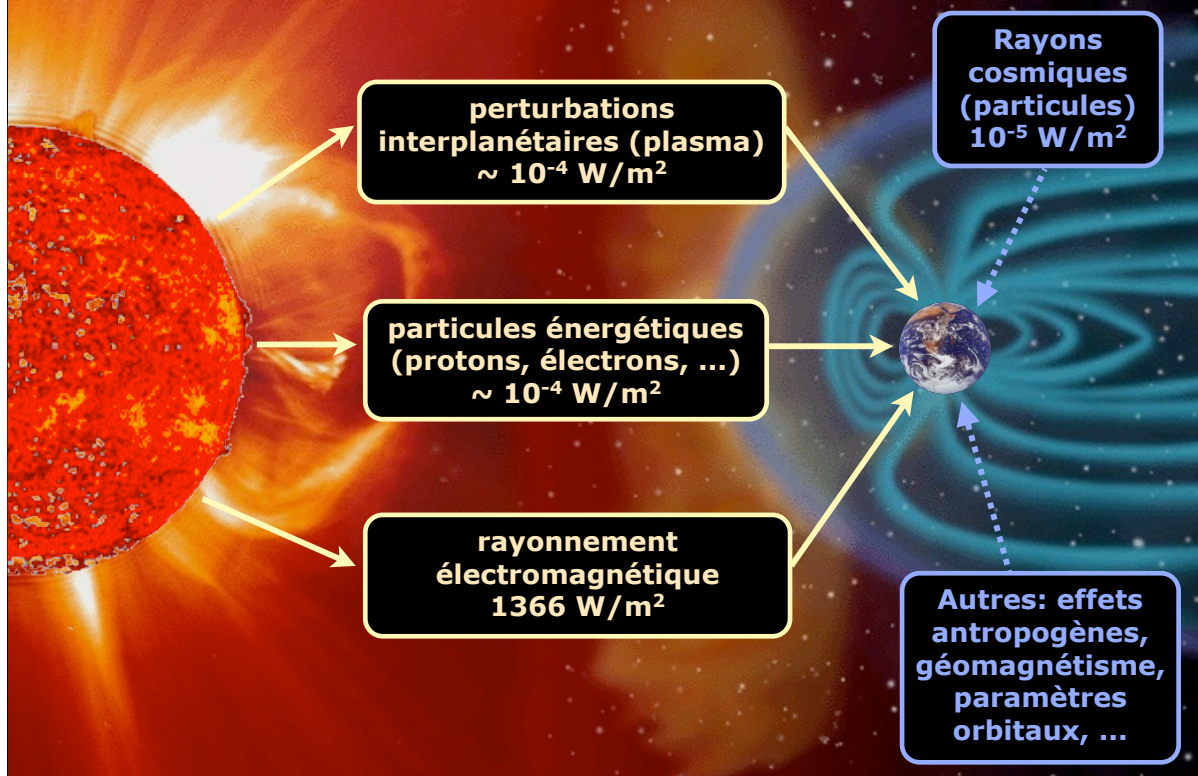 perturbations
interplanétaires (plasma)
~ 10⁻⁴ W/m²
particules énergétiques
(protons, électrons, ...)
~ 10⁻⁴ W/m²
rayonnement
électromagnétique
1366 W/m²
Rayons
cosmiques
(particules)
10⁻⁵ W/m²
Autres: effets
antropogènes,
géomagnétisme,
paramètres
orbitaux, ...